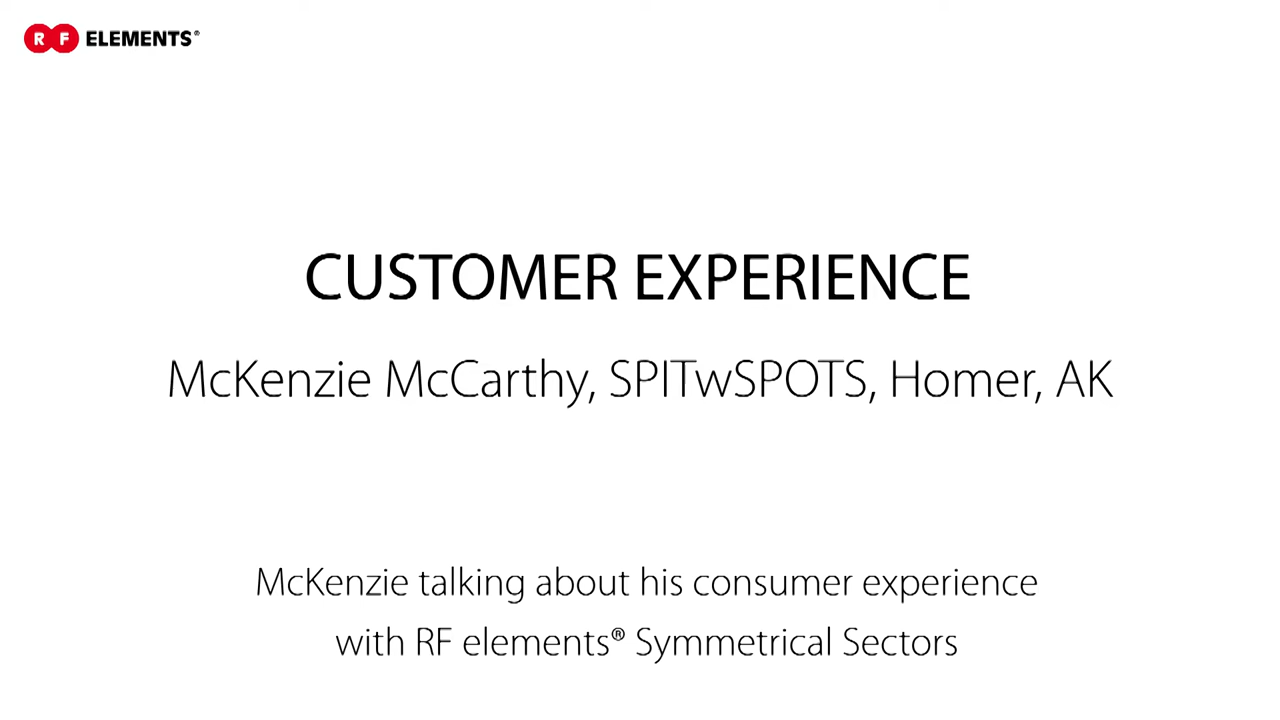 RF ELEMENTS®
CUSTOMER EXPERIENCE
McKenzie McCarthy, SPITwSPOTS, Homer, AK
McKenzie talking about his consumer experience
with RF elements® Symmetrical Sectors